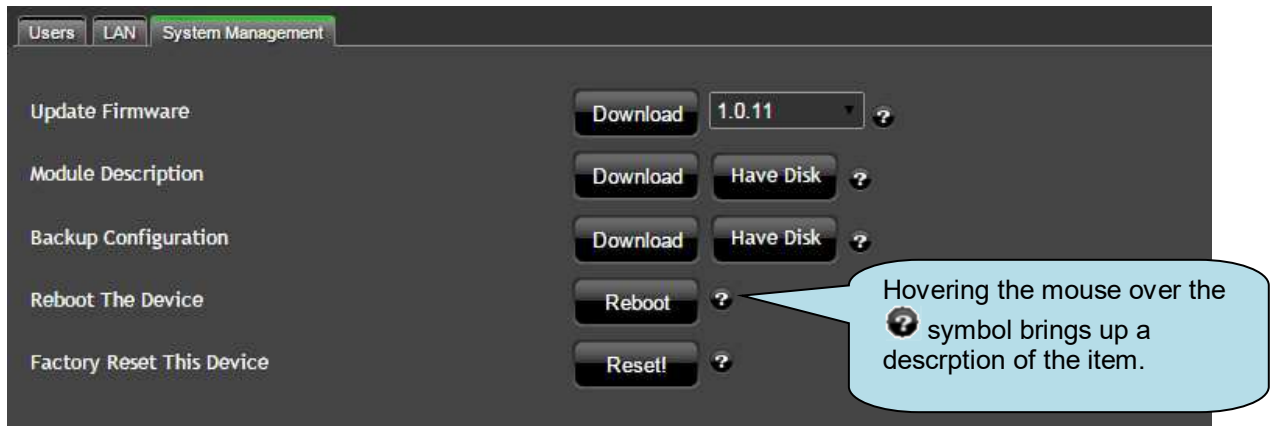 Users LAN System Management
Update Firmware Download 1.0.11 ?
Module Description Download Have Disk ?
Backup Configuration Download Have Disk ?
Reboot The Device Reboot ?
Factory Reset This Device Reset! ?
Hovering the mouse over the
? symbol brings up a
descrption of the item.